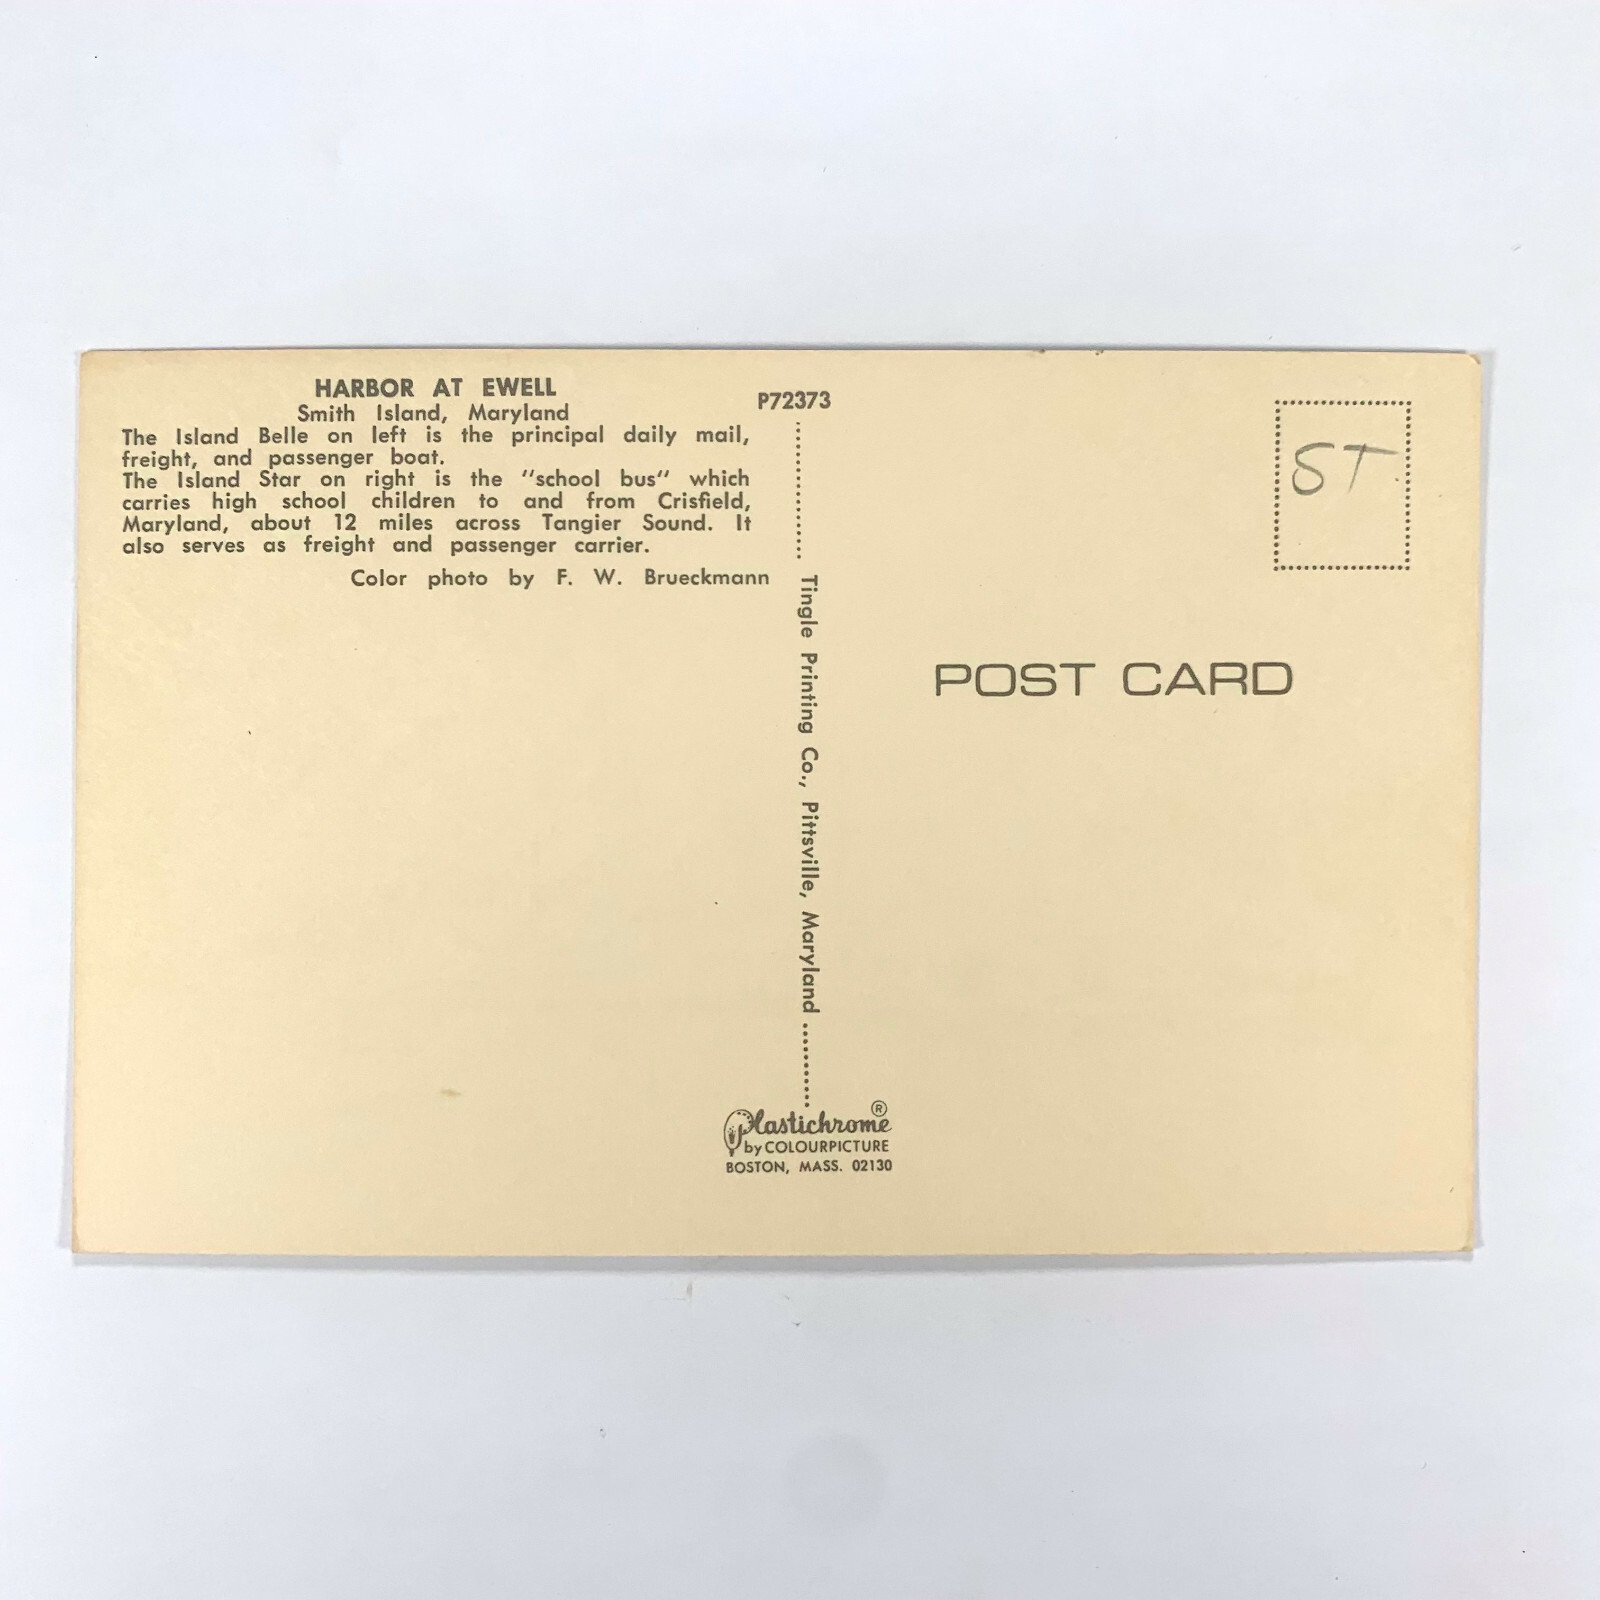 HARBOR AT EWELL
Smith Island, Maryland
The Island Belle on left is the principal daily mail,
freight, and passenger boat.
The Island Star on right is the "school bus" which
carries high school children to and from Crisfield,
Maryland, about 12 miles across Tangier Sound. It
also serves as freight and passenger carrier.
Color photo by F. W. Brueckmann
P72373
Tingle Printing Co., Pittsville, Maryland
Plastichrome®
by COLOURPICTURE
BOSTON, MASS. 02130
ST
POST CARD